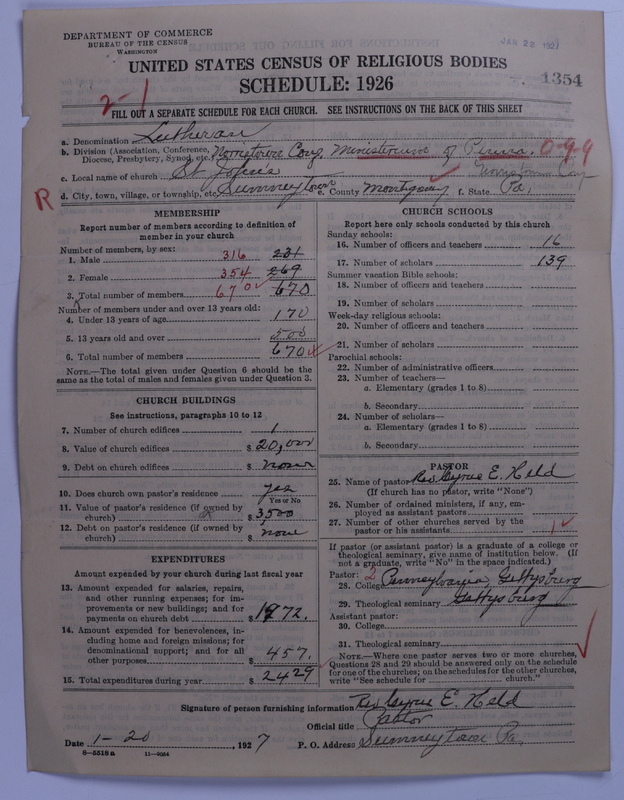 DEPARTMENT OF COMMERCE
BUREAU OF THE CENSUS
WASHINGTON
JAN 22 1927
UNITED STATES CENSUS OF RELIGIOUS BODIES
SCHEDULE: 1926
1354
2-1
FILL OUT A SEPARATE SCHEDULE FOR EACH CHURCH. SEE INSTRUCTIONS ON THE BACK OF THIS SHEET
a. Denomination Lutheran
b. Division (Association, Conference, Cong. Ministerium of Penna. 0-9-9
Diocese, Presbytery, Synod, etc.)
c. Local name of church St.
R
d. City, town, village, or township, etc. Sumneytown e. County Montgomery f. State Pa.
MEMBERSHIP
Report number of members according to definition of
member in your church
Number of members, by sex:
1. Male 316 231
2. Female 354 269
3. Total number of members 670 670
Number of members under and over 13 years old:
4. Under 13 years of age 170
5. 13 years old and over 500
6. Total number of members 670
NOTE.—The total given under Question 6 should be
same as the total of males and females given under Question 3.
CHURCH BUILDINGS
See instructions, paragraphs 10 to 12
7. Number of church edifices 1
8. Value of church edifices $ 20,000
9. Debt on church edifices $ none
10. Does church own pastor's residence yes
Yes or No
11. Value of pastor's residence (if owned by
church) $ 3,500
12. Debt on pastor's residence (if owned by
church) $ none
EXPENDITURES
Amount expended by your church during last fiscal year
13. Amount expended for salaries, repairs,
and other running expenses; for im-
provements or new buildings; and for
payments on church debt $ 1972.
14. Amount expended for benevolences, in-
cluding home and foreign missions; for
denominational support; and for all
other purposes $ 457.
15. Total expenditures during year $ 2429
CHURCH SCHOOLS
Report here only schools conducted by this church
Sunday schools:
16. Number of officers and teachers 16
17. Number of scholars 139
Summer vacation Bible schools:
18. Number of officers and teachers
19. Number of scholars
Week-day religious schools:
20. Number of officers and teachers
21. Number of scholars
Parochial schools:
22. Number of administrative officers
23. Number of teachers—
a. Elementary (grades 1 to 8)
b. Secondary
24. Number of scholars—
a. Elementary (grades 1 to 8)
b. Secondary
PASTOR
25. Name of pastor Rev. Cyrus E. Held
(If church has no pastor, write "None")
26. Number of ordained ministers, if any, em-
ployed as assistant pastors
27. Number of other churches served by the
pastor or his assistants 1
If pastor (or assistant pastor) is a graduate of a college or
theological seminary, give name of institution below. (If
not a graduate, write "No" in the space indicated.)
Pastor: 2
28. College Pennsylvania, Gettysburg
29. Theological seminary Gettysburg
Assistant pastor:
30. College
31. Theological seminary
NOTE.—Where one pastor serves two or more churches,
Questions 28 and 29 should be answered only on the schedule
for one of the churches; on the schedules for the other churches,
write "See schedule for church."
Signature of person furnishing information Rev. Cyrus E. Held
Official title Pastor
Date 1-20, 1927 P. O. Address Sumneytown Pa.
8—5518a 11—9054